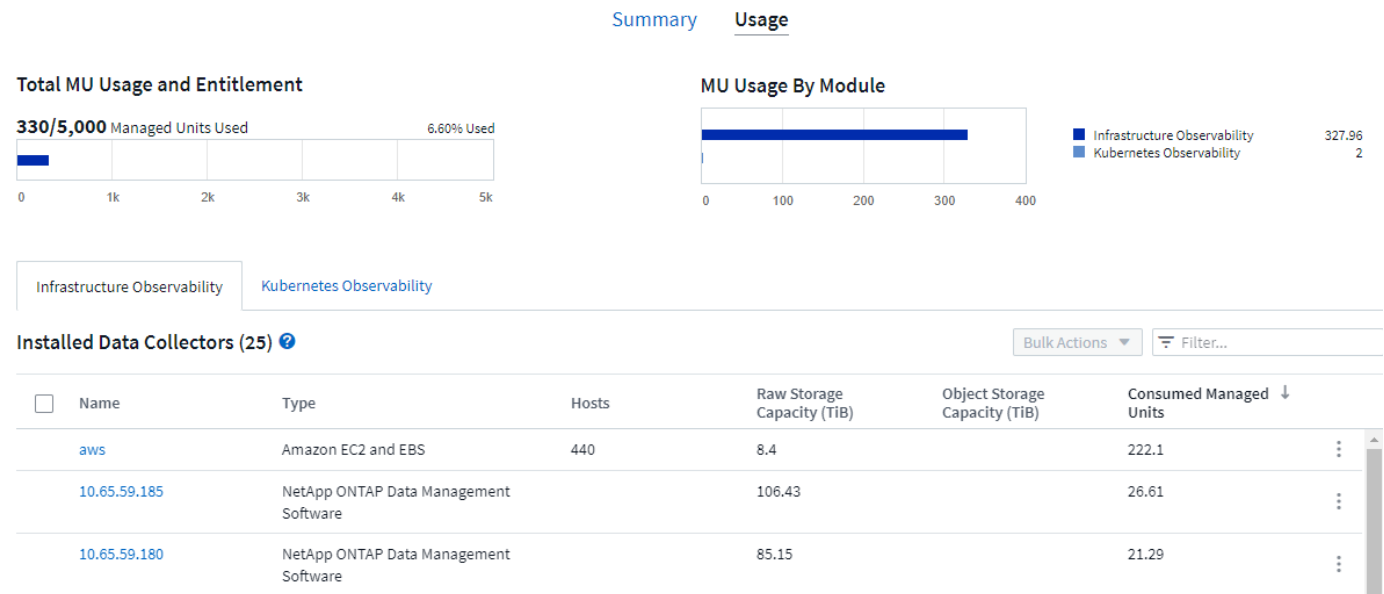 Summary Usage
Total MU Usage and Entitlement
330/5,000 Managed Units Used 6.60% Used
0 1k 2k 3k 4k 5k
MU Usage By Module
Infrastructure Observability 327.96
Kubernetes Observability 2
0 100 200 300 400
Infrastructure Observability Kubernetes Observability
Installed Data Collectors (25) ?
Bulk Actions Filter...
Name Type Hosts Raw Storage Capacity (TiB) Object Storage Capacity (TiB) Consumed Managed Units
aws Amazon EC2 and EBS 440 8.4 222.1
10.65.59.185 NetApp ONTAP Data Management Software 106.43 26.61
10.65.59.180 NetApp ONTAP Data Management Software 85.15 21.29